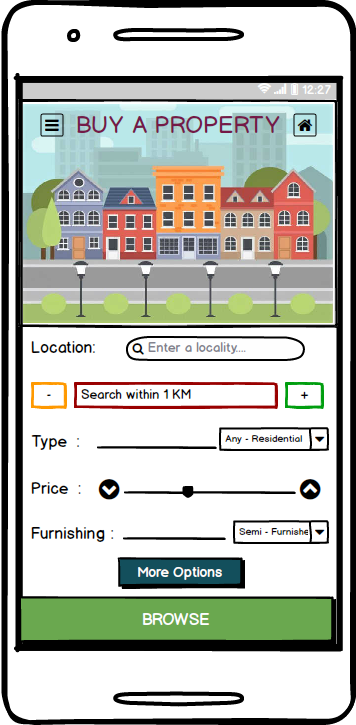 12:27
BUY A PROPERTY
Location:
Enter a locality....
-
Search within 1 KM
+
Type :
Any - Residential
Price :
Furnishing :
Semi - Furnishe
More Options
BROWSE